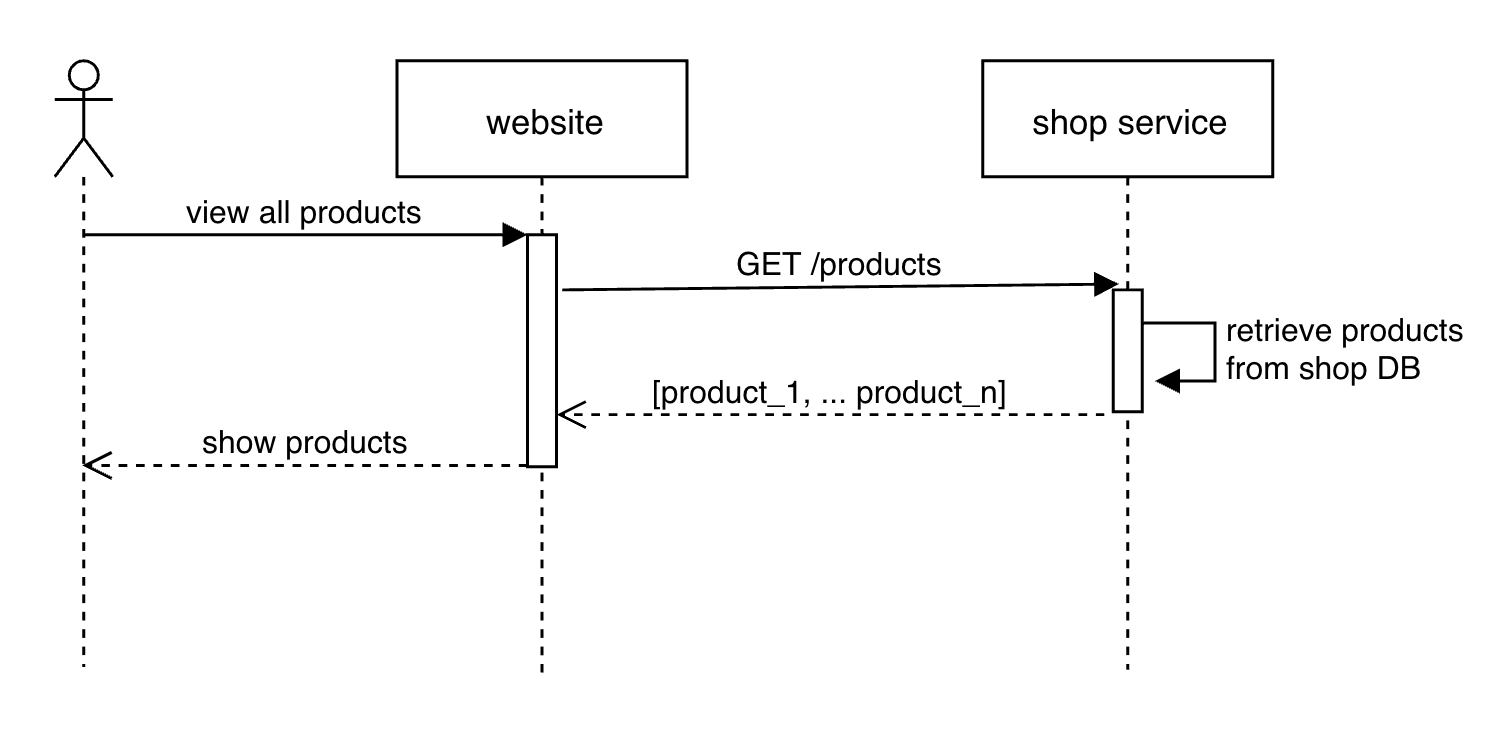 website
shop service
view all products
GET /products
retrieve products
from shop DB
[product_1, ... product_n]
show products